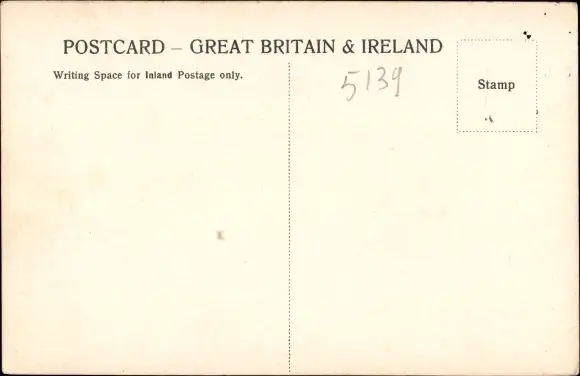 POSTCARD – GREAT BRITAIN & IRELAND
Writing Space for Inland Postage only.
5139
Stamp